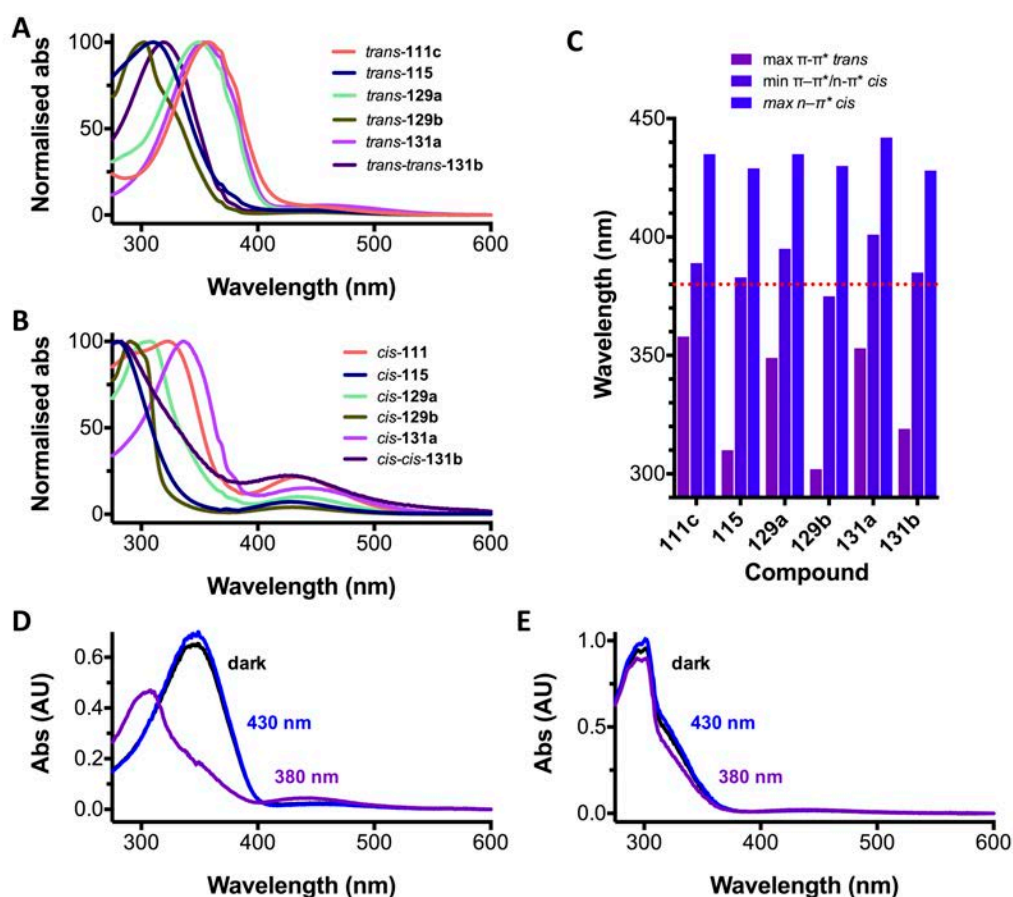 A
Normalised abs
100
50
0
300
400
500
600
Wavelength (nm)
trans-111c
trans-115
trans-129a
trans-129b
trans-131a
trans-trans-131b
B
Normalised abs
100
50
0
300
400
500
600
Wavelength (nm)
cis-111
cis-115
cis-129a
cis-129b
cis-131a
cis-cis-131b
C
max π-π* trans
min π–π*/n-π* cis
max n–π* cis
Wavelength (nm)
450
400
350
300
111c
115
129a
129b
131a
131b
Compound
D
Abs (AU)
0.6
0.4
0.2
0.0
300
400
500
600
Wavelength (nm)
dark
430 nm
380 nm
E
Abs (AU)
1.0
0.5
0.0
300
400
500
600
Wavelength (nm)
dark
430 nm
380 nm